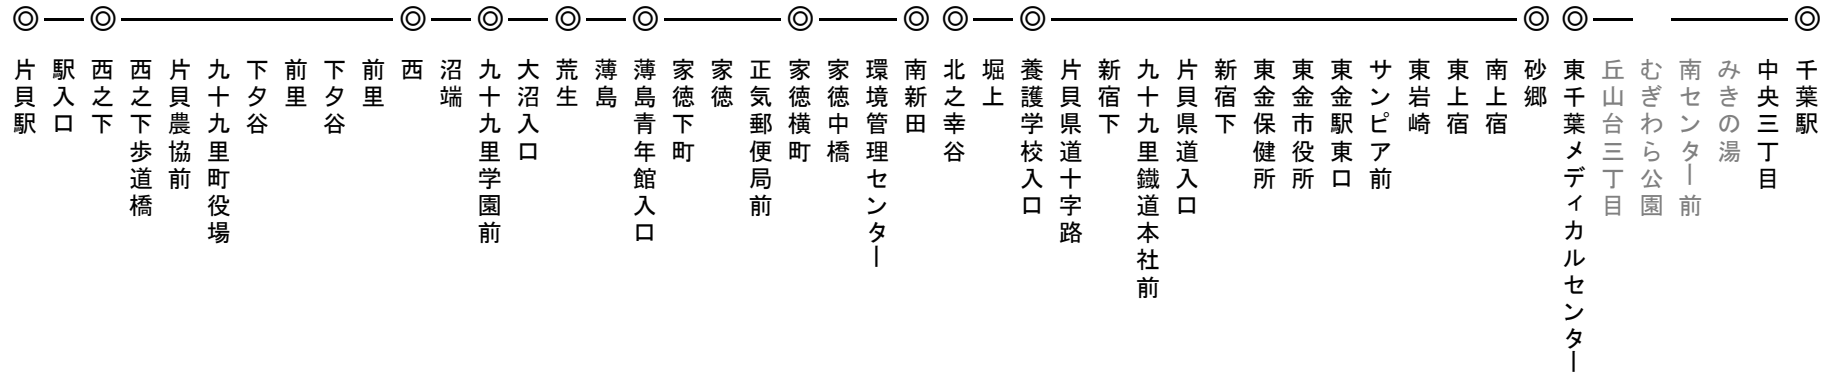 片貝駅
駅入口
西之下
西之下歩道橋
片貝農協前
九十九里町役場
下夕谷
前里
下夕谷
前里
西
沼端
九十九里学園前
大沼入口
荒生
薄島
薄島青年館入口
家徳下町
家徳
正気郵便局前
家徳横町
家徳中橋
環境管理センター
南新田
北之幸谷
堀上
養護学校入口
片貝県道十字路
新宿下
九十九里鐡道本社前
片貝県道入口
新宿下
東金保健所
東金市役所
東金駅東口
サンピア前
東岩崎
東上宿
南上宿
砂郷
東千葉メディカルセンター
丘山台三丁目
むぎわら公園
南センター前
みきの湯
中央三丁目
千葉駅